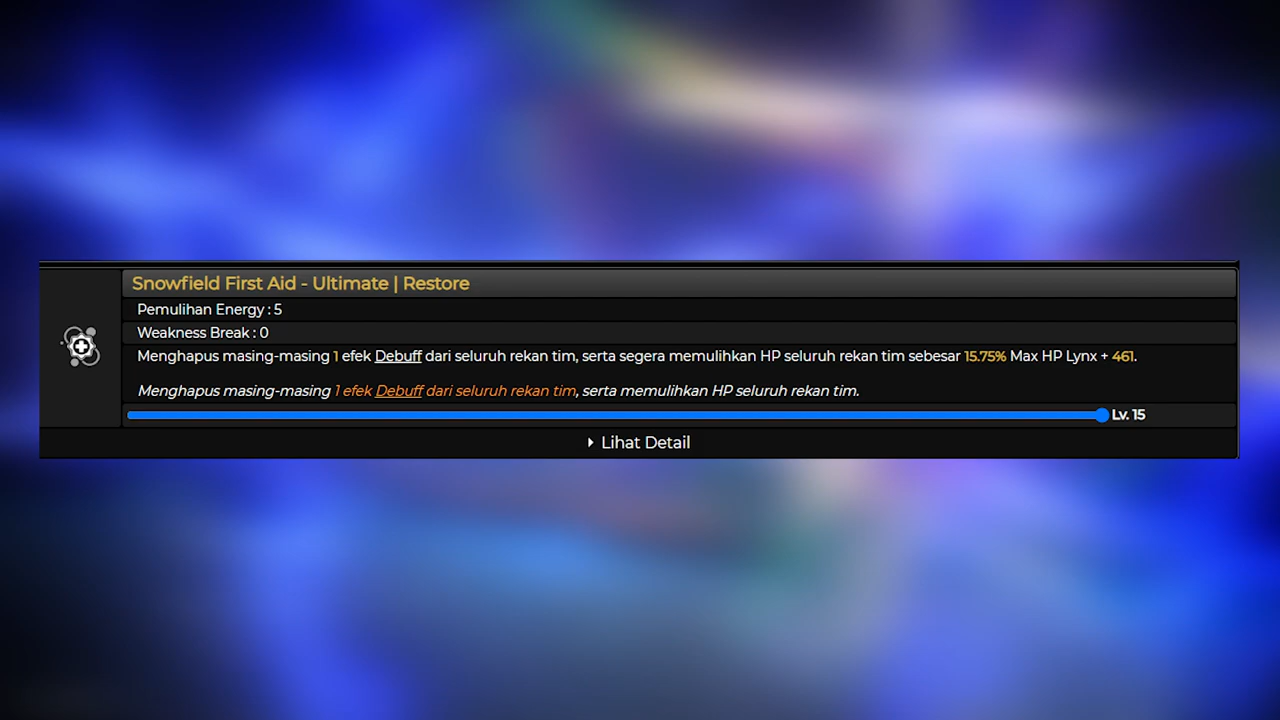 Snowfield First Aid - Ultimate | Restore
Pemulihan Energy : 5
Weakness Break : 0
Menghapus masing-masing 1 efek Debuff dari seluruh rekan tim, serta segera memulihkan HP seluruh rekan tim sebesar 15.75% Max HP Lynx + 461.
Menghapus masing-masing 1 efek Debuff dari seluruh rekan tim, serta memulihkan HP seluruh rekan tim.
Lv. 15
Lihat Detail